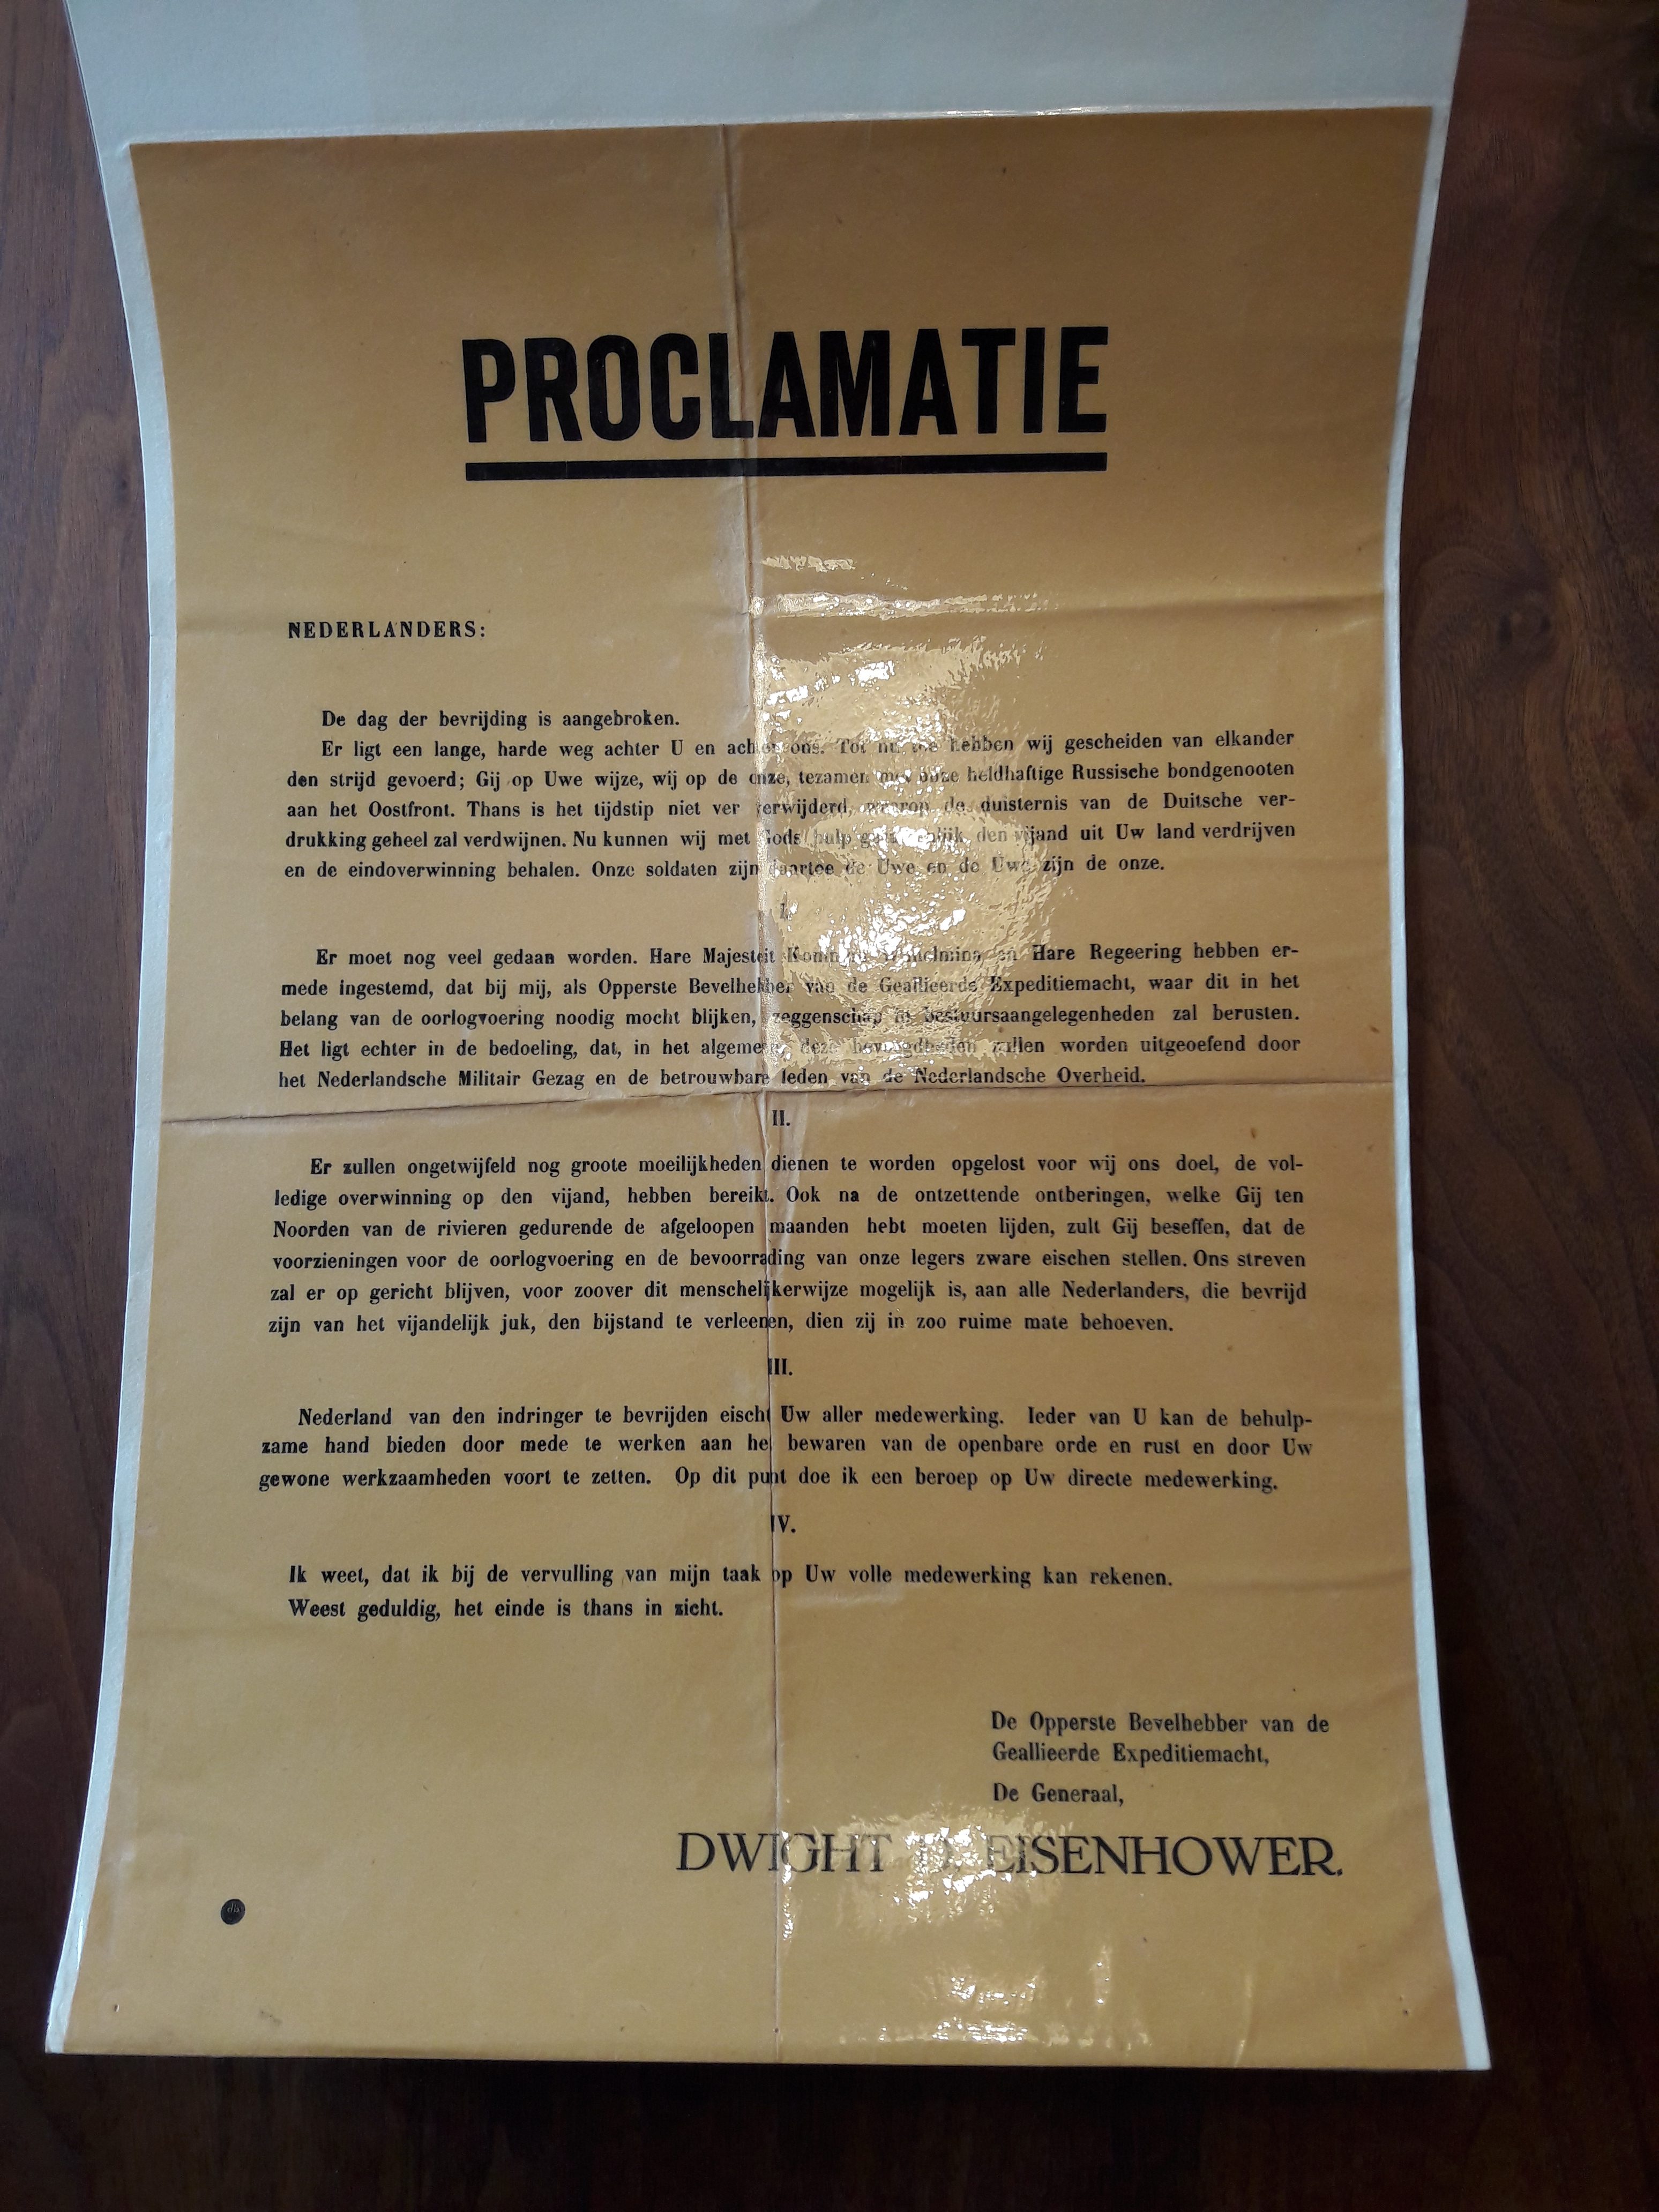 PROCLAMATIE
NEDERLANDERS:
De dag der bevrijding is aangebroken.
Er ligt een lange, harde weg achter U en achter ons. Tot nu toe hebben wij gescheiden van elkander
den strijd gevoerd; Gij op Uwe wijze, wij op de onze, tezamen met onze heldhaftige Russische bondgenooten
aan het Oostfront. Thans is het tijdstip niet ver verwijderd, waarop de duisternis van de Duitsche ver-
drukking geheel zal verdwijnen. Nu kunnen wij met Gods hulp den vijand uit Uw land verdrijven
en de eindoverwinning behalen. Onze soldaten zijn daartoe de Uwe en de Uwe zijn de onze.
I.
Er moet nog veel gedaan worden. Hare Majesteit Koningin Wilhelmina en Hare Regeering hebben er-
mede ingestemd, dat bij mij, als Opperste Bevelhebber van de Geallieerde Expeditiemacht, waar dit in het
belang van de oorlogvoering noodig mocht blijken, zeggenschap in bestuursaangelegenheden zal berusten.
Het ligt echter in de bedoeling, dat, in het algemeen, deze bevoegdheden zullen worden uitgeoefend door
het Nederlandsche Militair Gezag en de betrouwbare leden van de Nederlandsche Overheid.
II.
Er zullen ongetwijfeld nog groote moeilijkheden dienen te worden opgelost voor wij ons doel, de vol-
ledige overwinning op den vijand, hebben bereikt. Ook na de ontzettende ontberingen, welke Gij ten
Noorden van de rivieren gedurende de afgeloopen maanden hebt moeten lijden, zult Gij beseffen, dat de
voorzieningen voor de oorlogvoering en de bevoorrading van onze legers zware eischen stellen. Ons streven
zal er op gericht blijven, voor zoover dit menschelijkerwijze mogelijk is, aan alle Nederlanders, die bevrijd
zijn van het vijandelijk juk, den bijstand te verleenen, dien zij in zoo ruime mate behoeven.
III.
Nederland van den indringer te bevrijden eischt Uw aller medewerking. Ieder van U kan de behulp-
zame hand bieden door mede te werken aan het bewaren van de openbare orde en rust en door Uw
gewone werkzaamheden voort te zetten. Op dit punt doe ik een beroep op Uw directe medewerking.
IV.
Ik weet, dat ik bij de vervulling van mijn taak op Uw volle medewerking kan rekenen.
Weest geduldig, het einde is thans in zicht.
De Opperste Bevelhebber van de
Geallieerde Expeditiemacht,
De Generaal,
DWIGHT D. EISENHOWER.